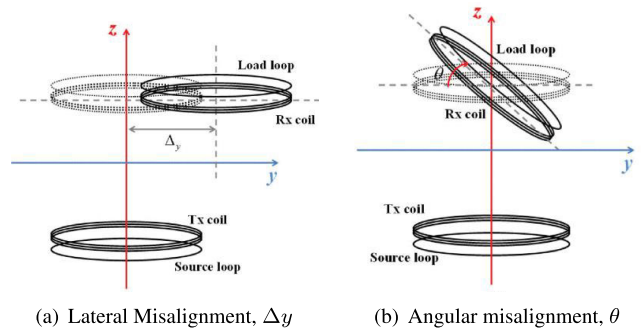 z
Load loop
Rx coil
Δy
y
Tx coil
Source loop
(a) Lateral Misalignment, Δy
z
Load loop
θ
Rx coil
y
Tx coil
Source loop
(b) Angular misalignment, θ